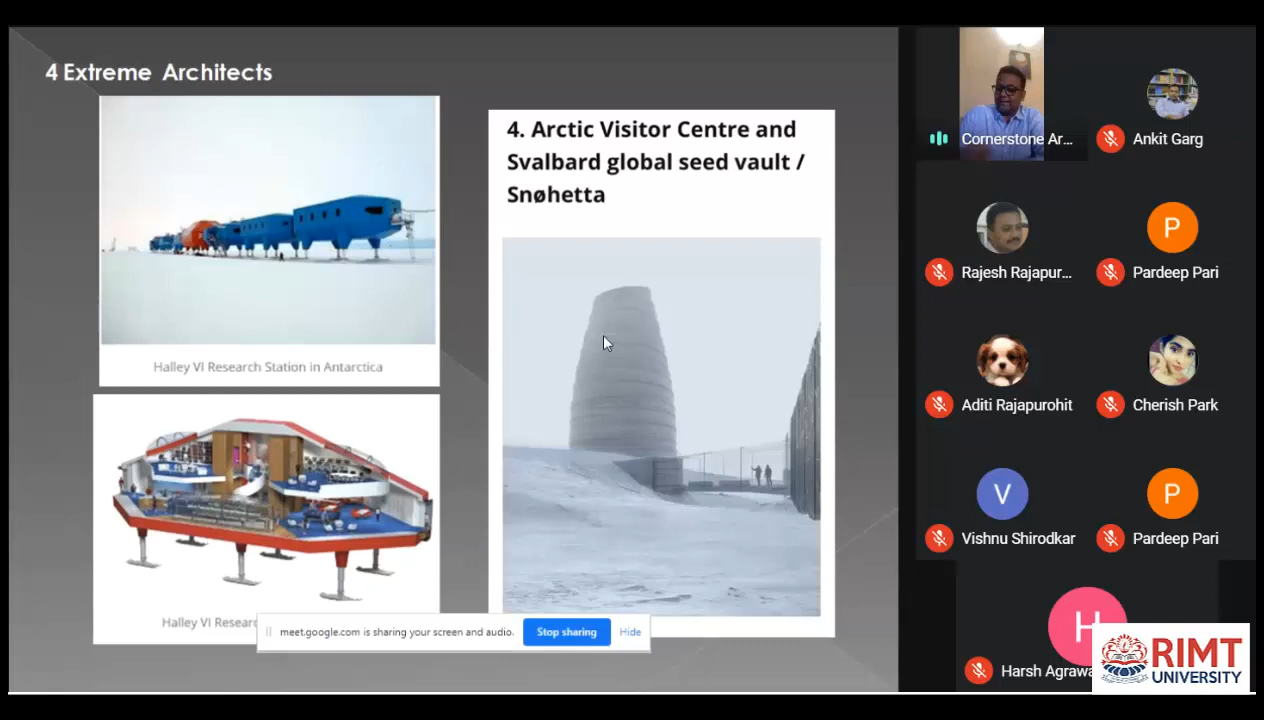 4 Extreme Architects
Halley VI Research Station in Antarctica
Halley VI Resear
4. Arctic Visitor Centre and
Svalbard global seed vault /
Snøhetta
meet.google.com is sharing your screen and audio.
Stop sharing
Hide
Cornerstone Ar...
Ankit Garg
Rajesh Rajapur...
P
Pardeep Pari
Aditi Rajapurohit
Cherish Park
V
Vishnu Shirodkar
P
Pardeep Pari
H
Harsh Agrawa
RIMT
UNIVERSITY